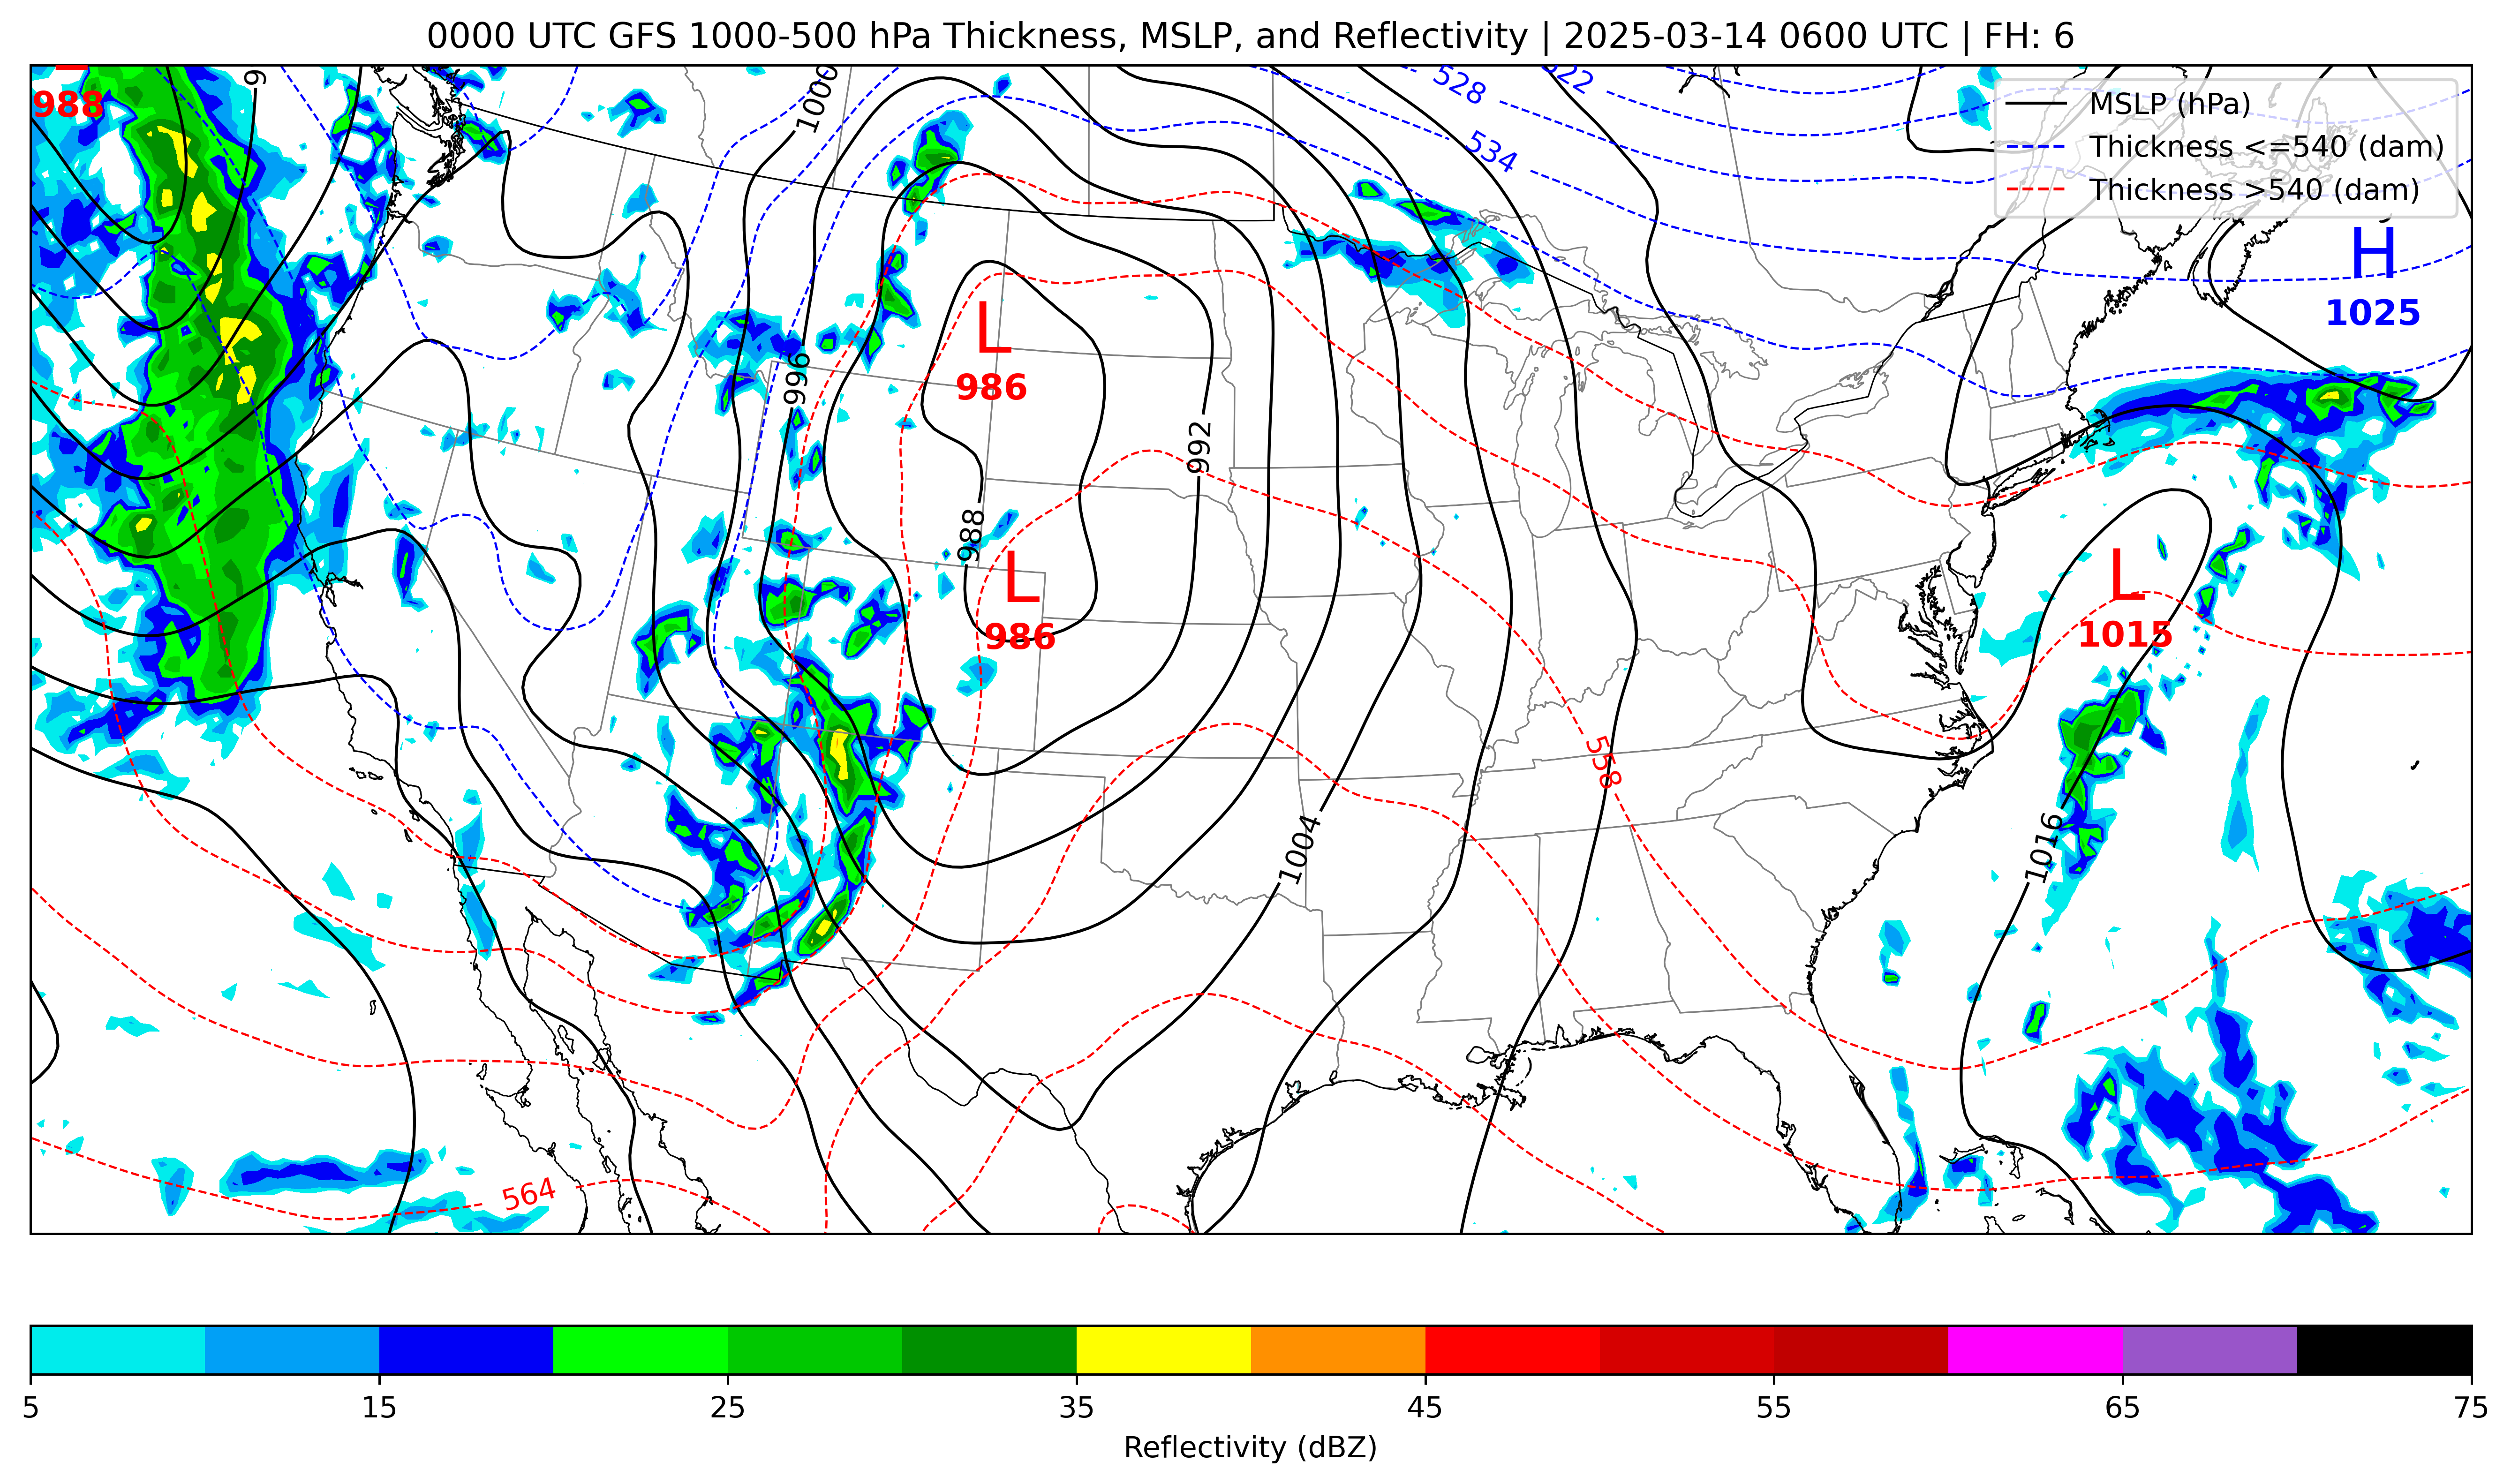 0000 UTC GFS 1000-500 hPa Thickness, MSLP, and Reflectivity | 2025-03-14 0600 UTC | FH: 6
988
1000
528
522
534
MSLP (hPa)
Thickness <=540 (dam)
Thickness >540 (dam)
H
1025
L
986
996
992
988
L
986
L
1015
558
1004
1016
564
5
15
25
35
45
55
65
75
Reflectivity (dBZ)